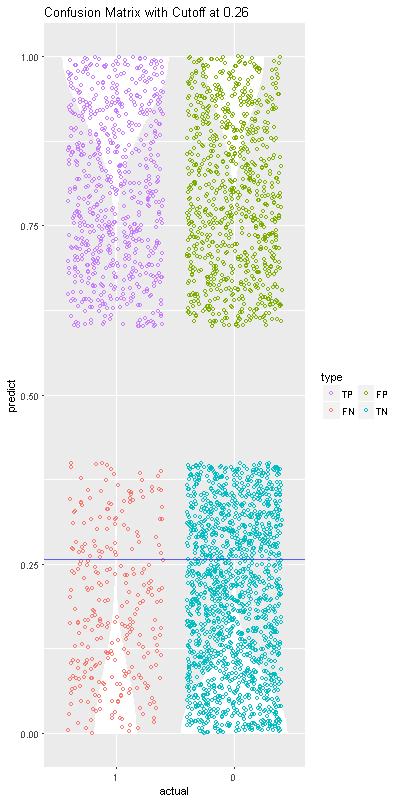 Confusion Matrix with Cutoff at 0.26
1.00
0.75
0.50
0.25
0.00
predict
1 0
actual
type
TP FP
FN TN